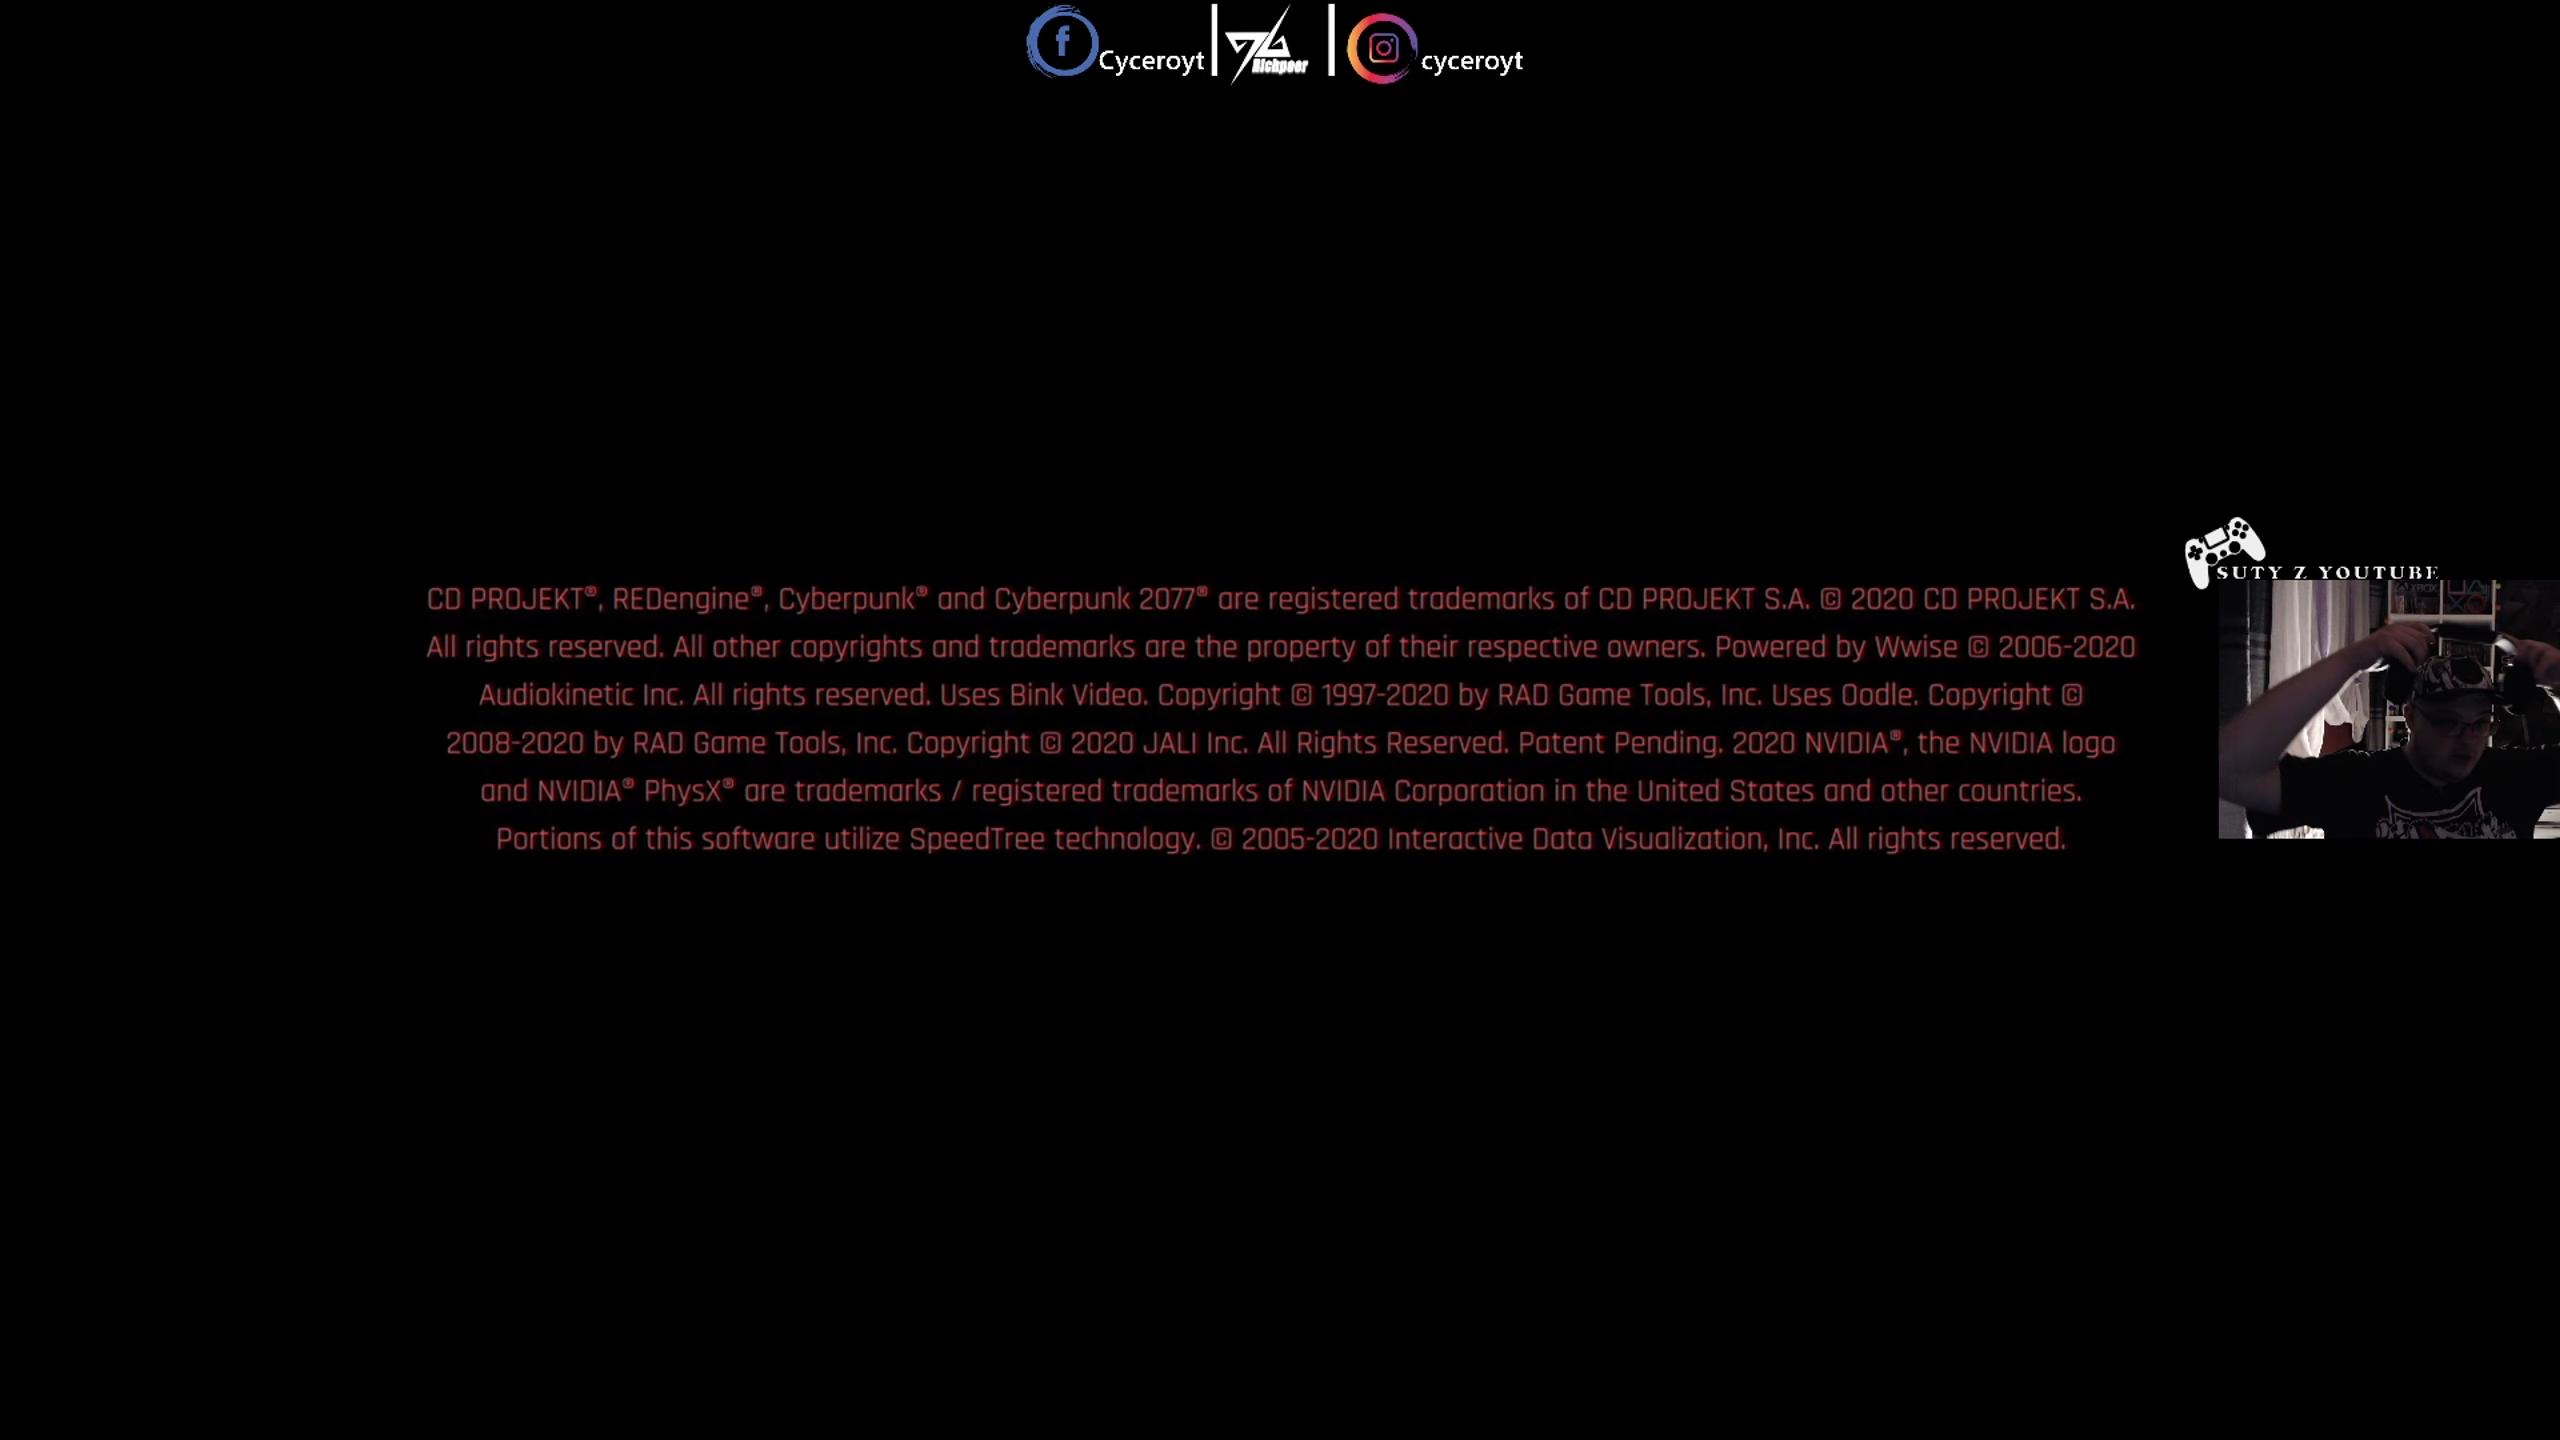 Cyceroyt
76
Richpeer
cyceroyt
SUTY Z YOUTUBE
CD PROJEKT®, REDengine®, Cyberpunk® and Cyberpunk 2077® are registered trademarks of CD PROJEKT S.A. © 2020 CD PROJEKT S.A.
All rights reserved. All other copyrights and trademarks are the property of their respective owners. Powered by Wwise © 2006-2020
Audiokinetic Inc. All rights reserved. Uses Bink Video. Copyright © 1997-2020 by RAD Game Tools, Inc. Uses Oodle. Copyright ©
2008-2020 by RAD Game Tools, Inc. Copyright © 2020 JALI Inc. All Rights Reserved. Patent Pending. 2020 NVIDIA®, the NVIDIA logo
and NVIDIA® PhysX® are trademarks / registered trademarks of NVIDIA Corporation in the United States and other countries.
Portions of this software utilize SpeedTree technology. © 2005-2020 Interactive Data Visualization, Inc. All rights reserved.